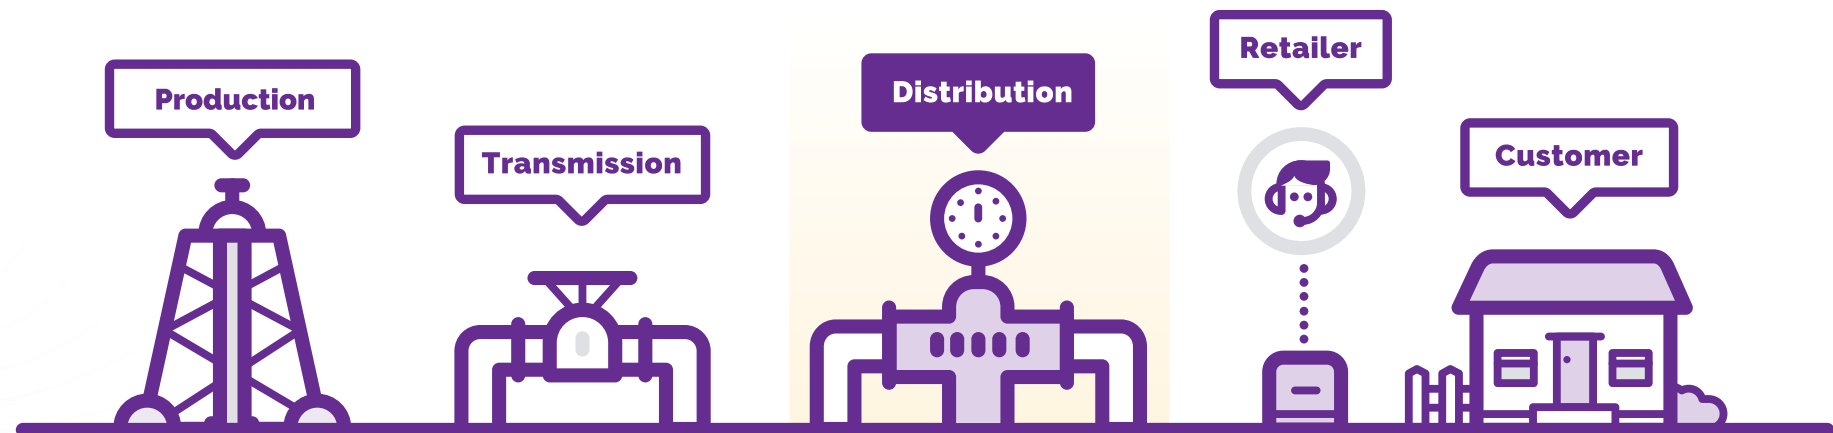 Production
Transmission
Distribution
Retailer
Customer